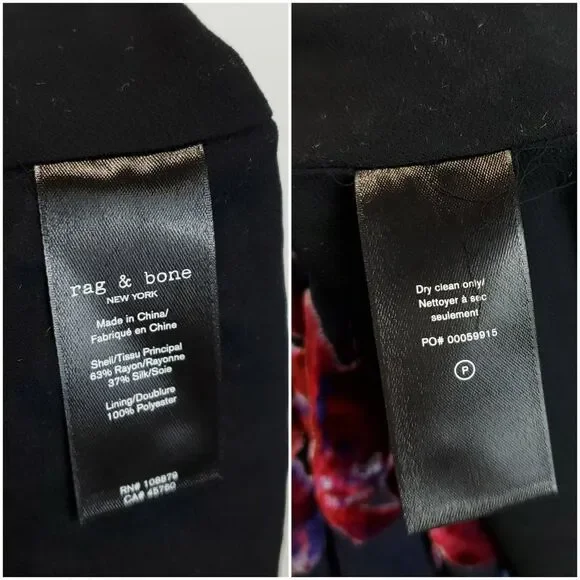 rag & bone
NEW YORK
Made in China/
Fabriqué en Chine
Shell/Tissu Principal
63% Rayon/Rayonne
37% Silk/Soie
Lining/Doublure
100% Polyester
RN# 108879
CA# 45760
Dry clean only/
Nettoyer à sec
seulement
PO# 00059915
P